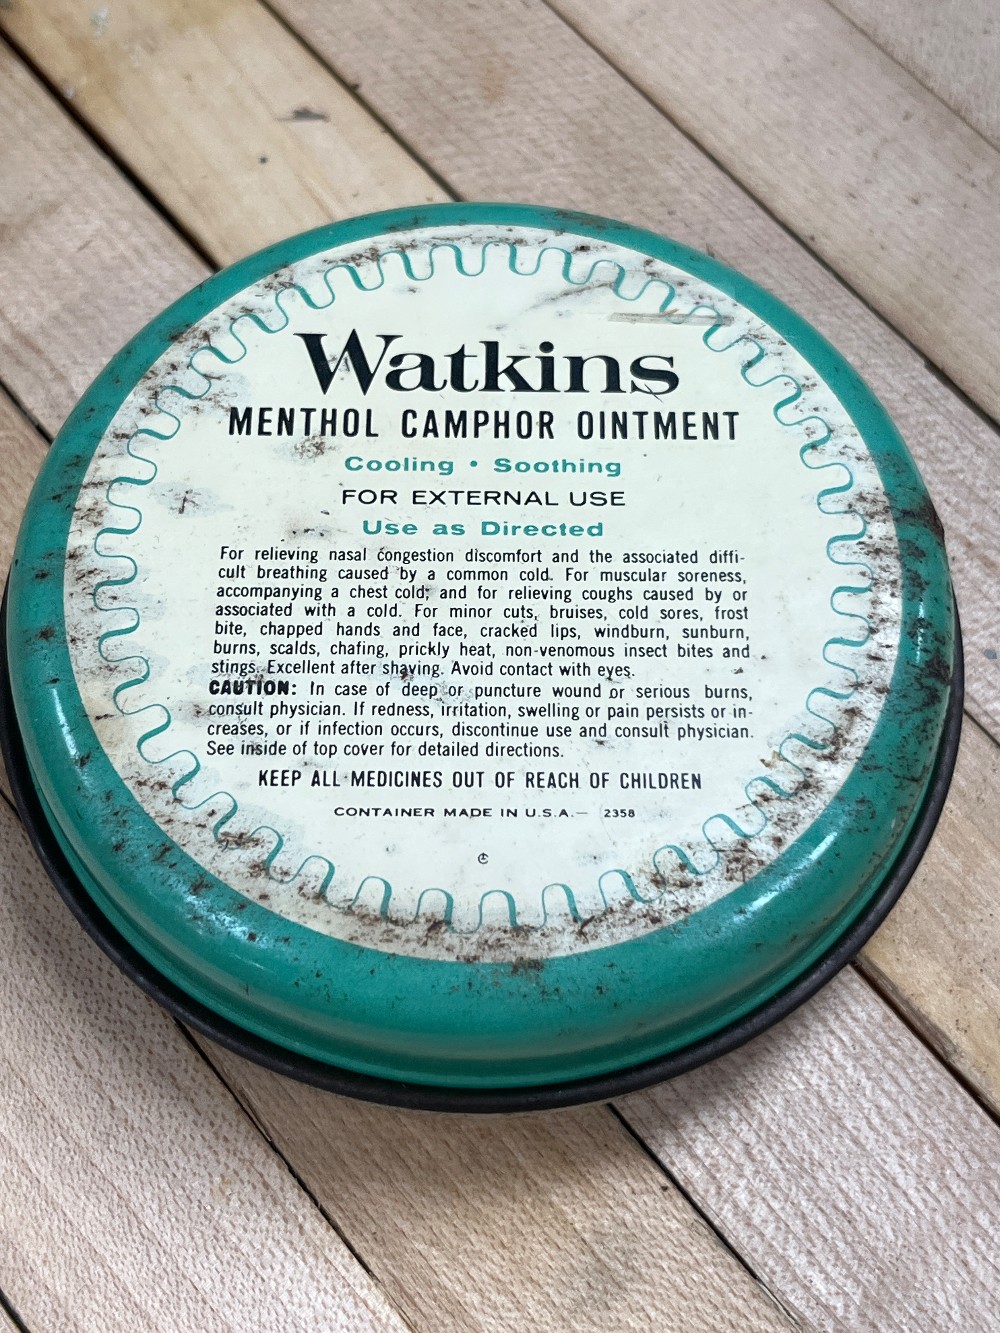 Watkins
MENTHOL CAMPHOR OINTMENT
Cooling • Soothing
FOR EXTERNAL USE
Use as Directed
For relieving nasal congestion discomfort and the associated diffi-
cult breathing caused by a common cold. For muscular soreness,
accompanying a chest cold; and for relieving coughs caused by or
associated with a cold. For minor cuts, bruises, cold sores, frost
bite, chapped hands and face, cracked lips, windburn, sunburn,
burns, scalds, chafing, prickly heat, non-venomous insect bites and
stings. Excellent after shaving. Avoid contact with eyes.
CAUTION: In case of deep or puncture wound or serious burns,
consult physician. If redness, irritation, swelling or pain persists or in-
creases, or if infection occurs, discontinue use and consult physician.
See inside of top cover for detailed directions.
KEEP ALL MEDICINES OUT OF REACH OF CHILDREN
CONTAINER MADE IN U.S.A.— 2358